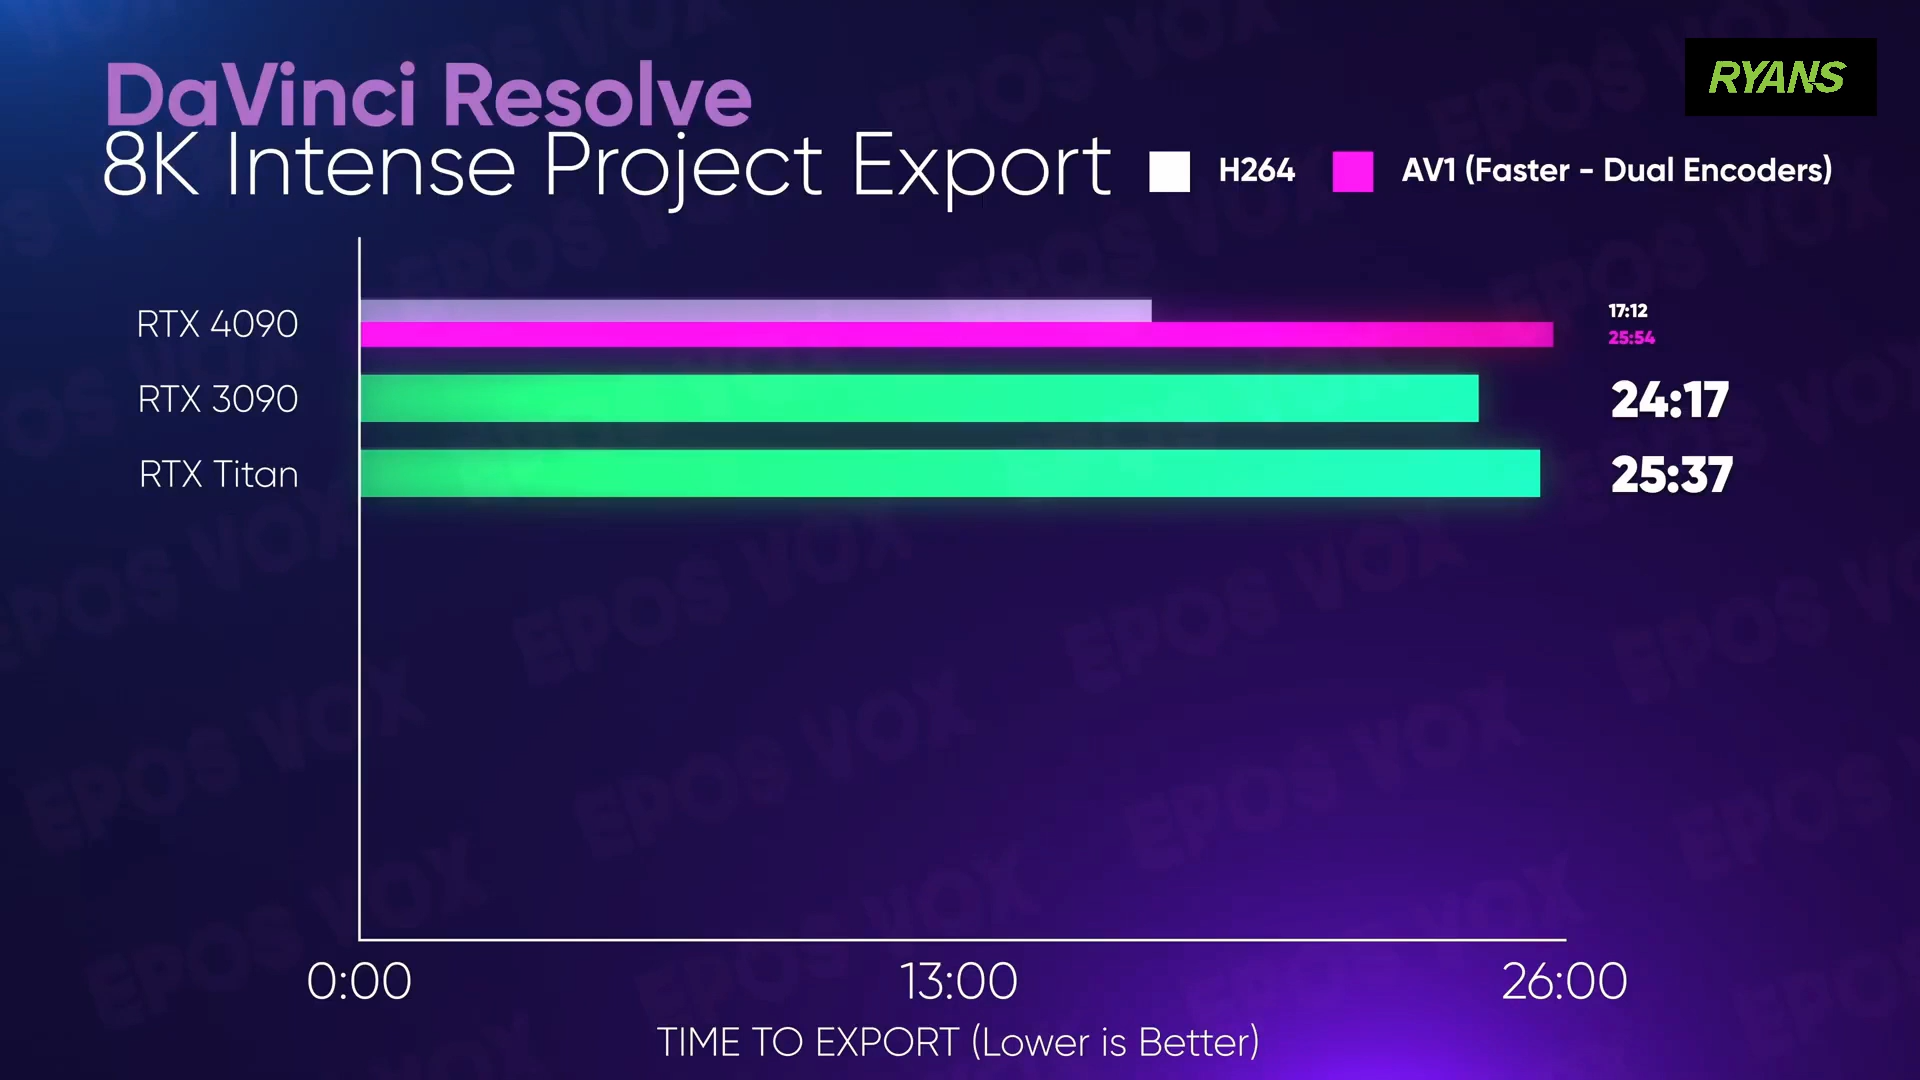 DaVinci Resolve
RYANS
8K Intense Project Export
H264
AV1 (Faster - Dual Encoders)
RTX 4090
17:12
25:54
RTX 3090
24:17
RTX Titan
25:37
0:00
13:00
26:00
TIME TO EXPORT (Lower is Better)
EPOS VOX